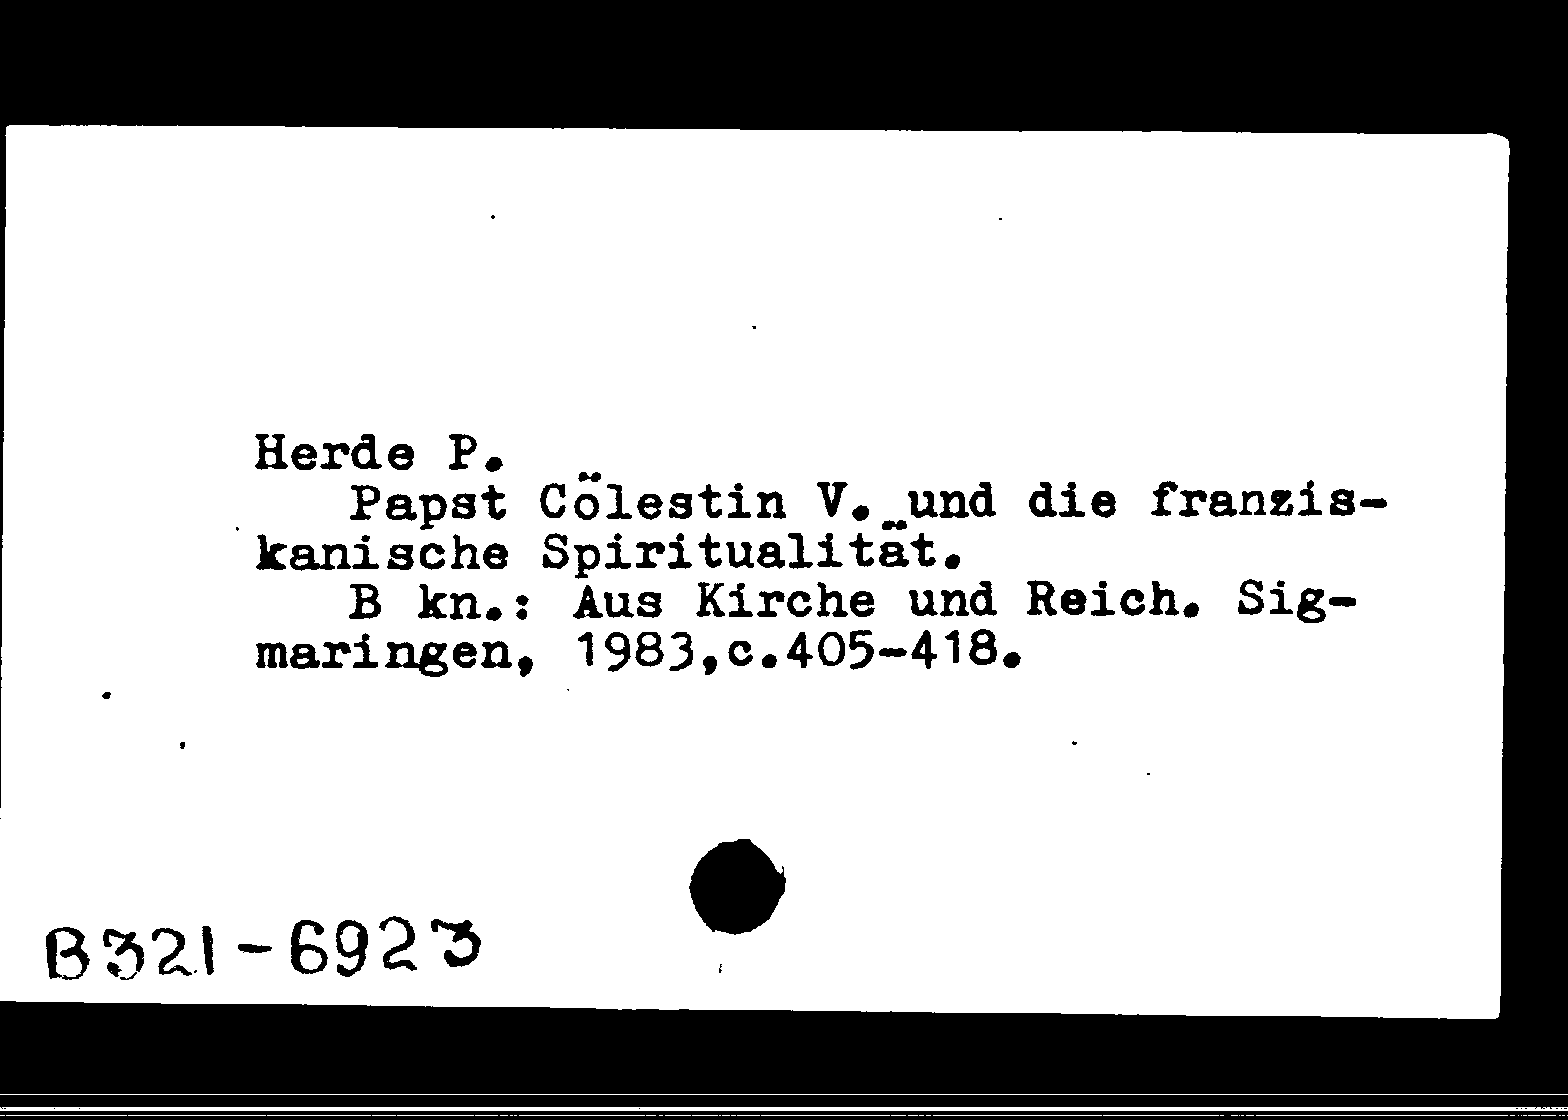 Herde P.
Papst Cölestin V. und die franzis-
kanische Spiritualität.
B kn.: Aus Kirche und Reich. Sig-
maringen, 1983,c.405-418.
B321-6923